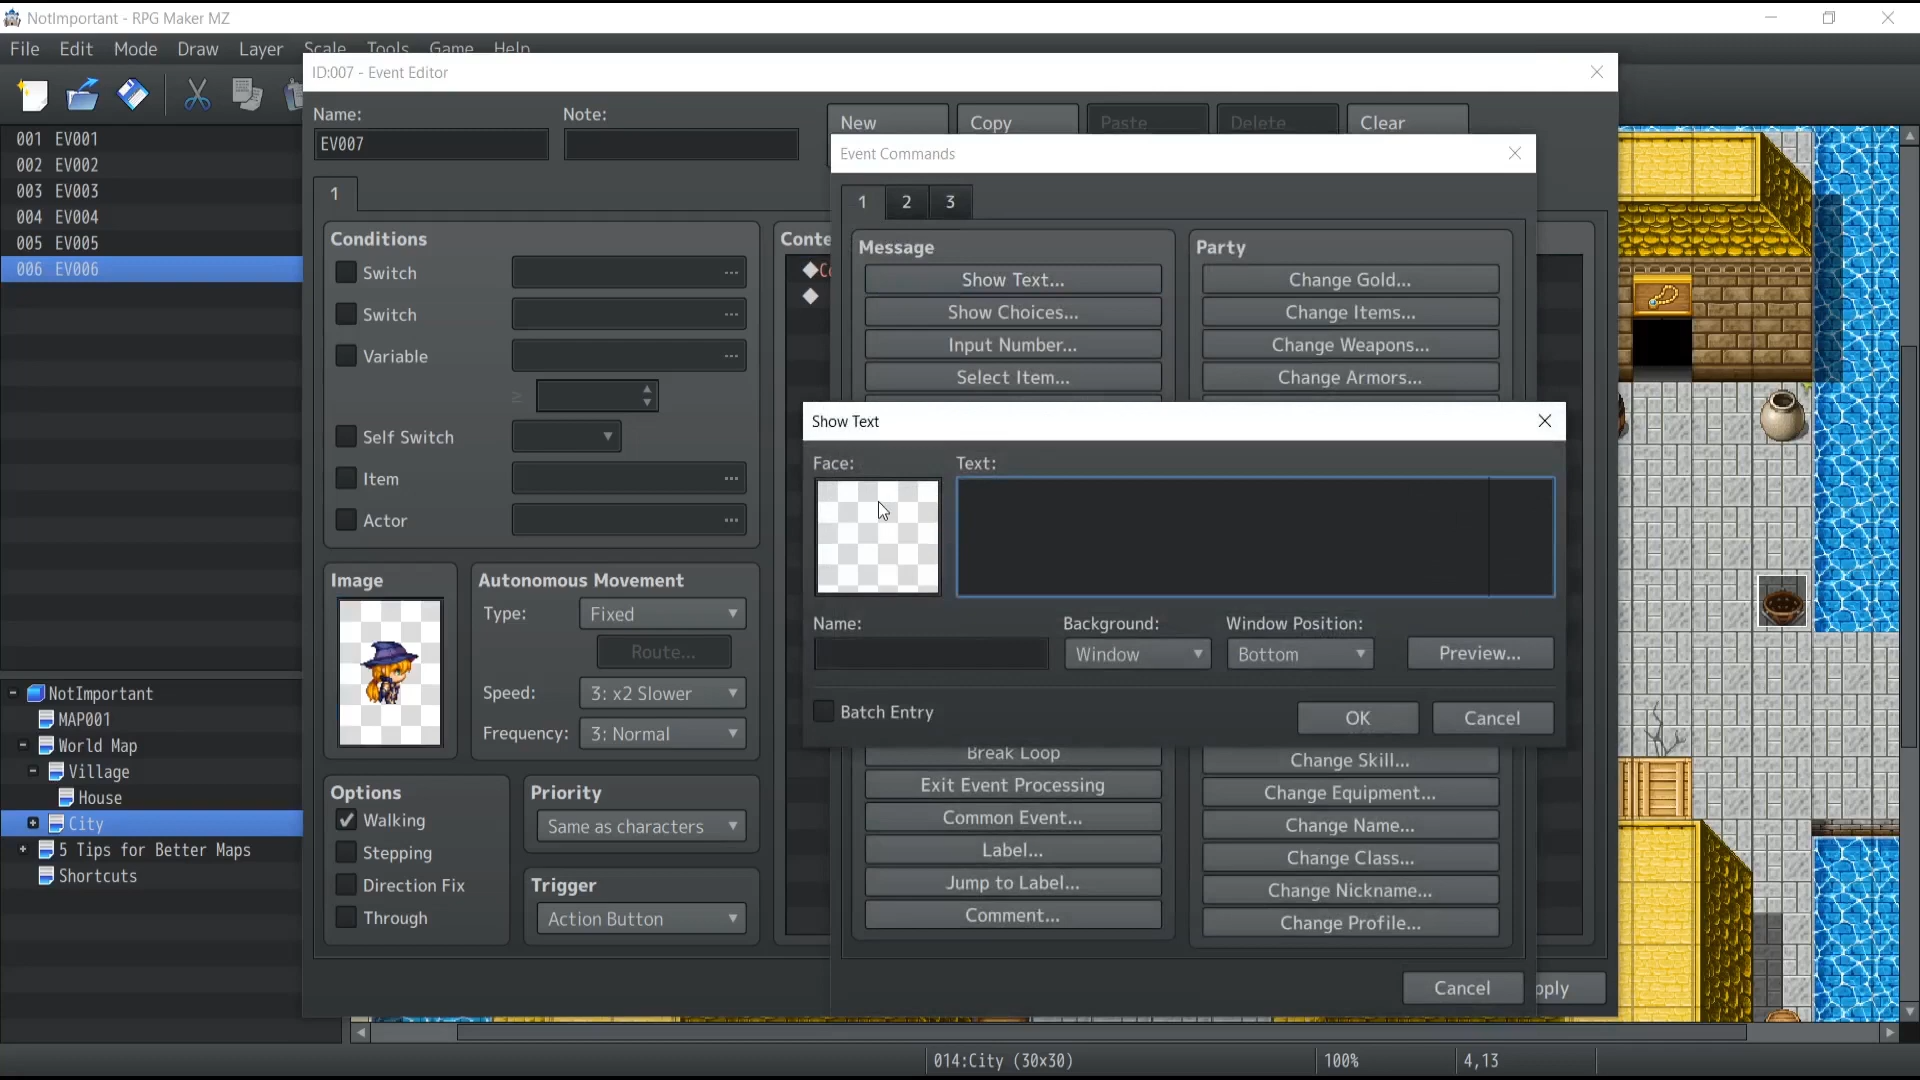 NotImportant - RPG Maker MZ
File Edit Mode Draw Layer Scale Tools Game Help
ID:007 - Event Editor
Name:
Note:
EV007
New
Copy
Paste
Delete
Clear
001 EV001
002 EV002
003 EV003
004 EV004
005 EV005
006 EV006
1
Conditions
Switch
Switch
Variable
≥
Self Switch
Item
Actor
Conte
Image
Autonomous Movement
Type:
Fixed
Route...
Speed:
3: x2 Slower
Frequency:
3: Normal
Options
Walking
Stepping
Direction Fix
Through
Priority
Same as characters
Trigger
Action Button
Event Commands
1 2 3
Message
Show Text...
Show Choices...
Input Number...
Select Item...
Party
Change Gold...
Change Items...
Change Weapons...
Change Armors...
Show Text
Face:
Text:
Name:
Background:
Window
Window Position:
Bottom
Preview...
Batch Entry
OK
Cancel
Break Loop
Exit Event Processing
Common Event...
Label...
Jump to Label...
Comment...
Change Skill...
Change Equipment...
Change Name...
Change Class...
Change Nickname...
Change Profile...
Cancel
pply
NotImportant
MAP001
World Map
Village
House
City
5 Tips for Better Maps
Shortcuts
014:City (30x30)
100%
4,13